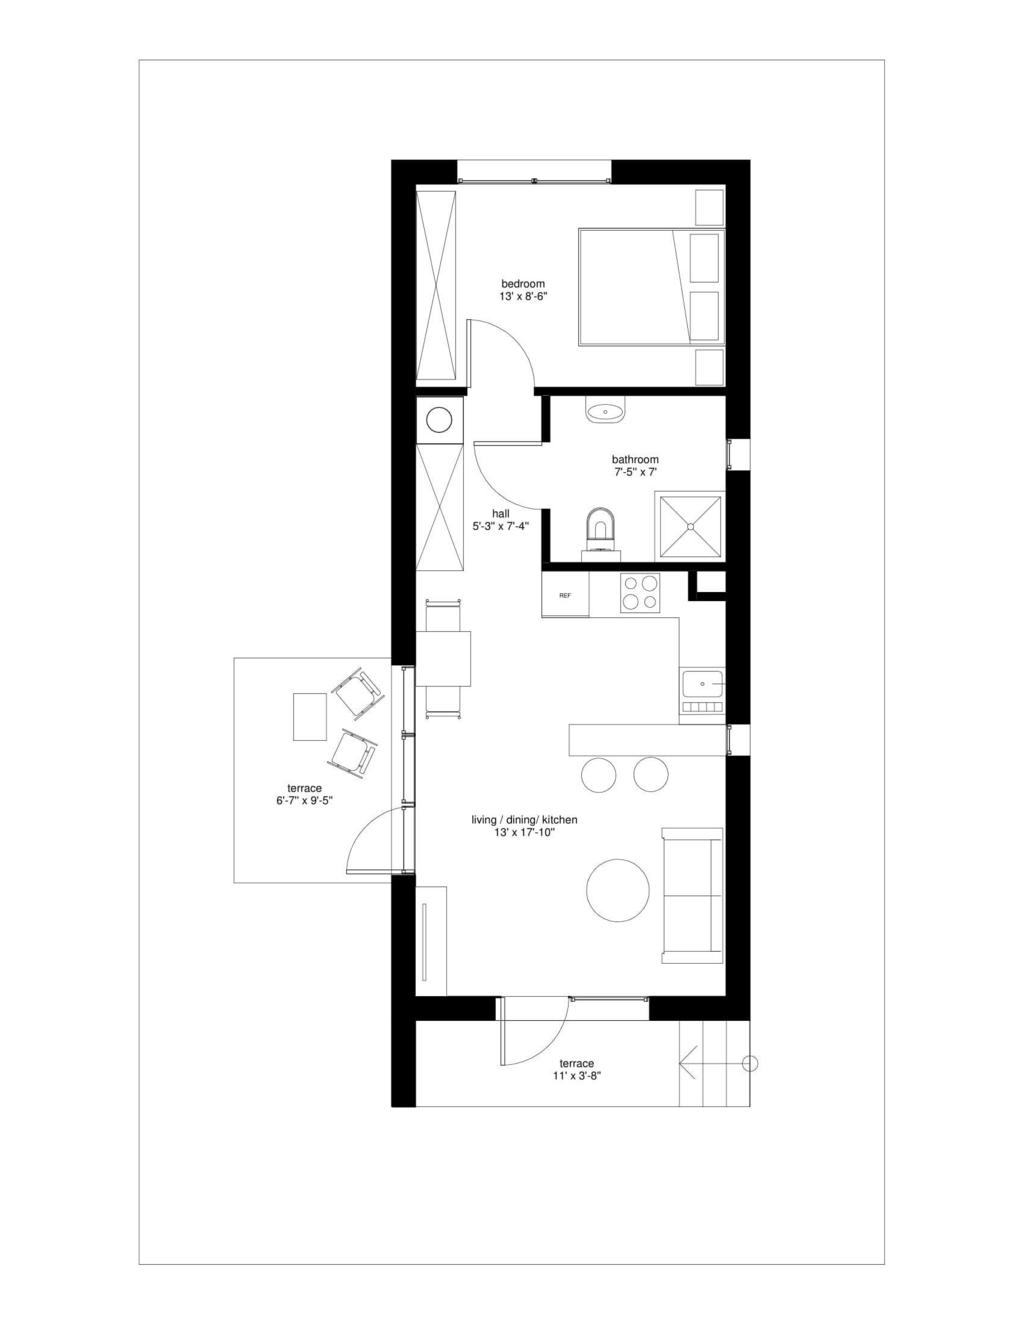 bedroom
13' x 8'-6"
bathroom
7'-5" x 7'
hall
5'-3" x 7'-4"
REF
terrace
6'-7" x 9'-5"
living / dining/ kitchen
13' x 17'-10"
terrace
11' x 3'-8"